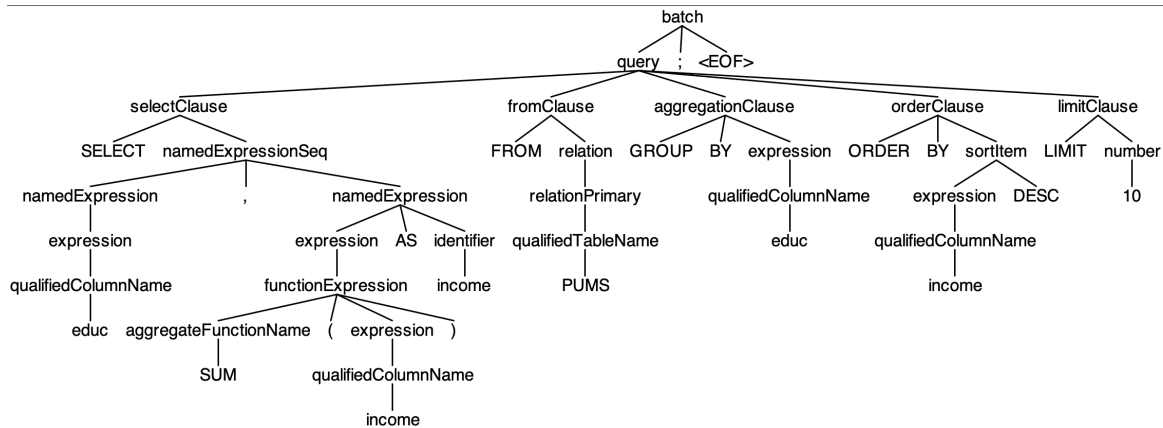 batch
query ; <EOF>
selectClause fromClause aggregationClause orderClause limitClause
SELECT namedExpressionSeq FROM relation GROUP BY expression ORDER BY sortItem LIMIT number
namedExpression , namedExpression relationPrimary qualifiedColumnName expression DESC 10
expression expression AS identifier qualifiedTableName educ qualifiedColumnName
qualifiedColumnName functionExpression income PUMS income
educ aggregateFunctionName ( expression )
SUM qualifiedColumnName
income